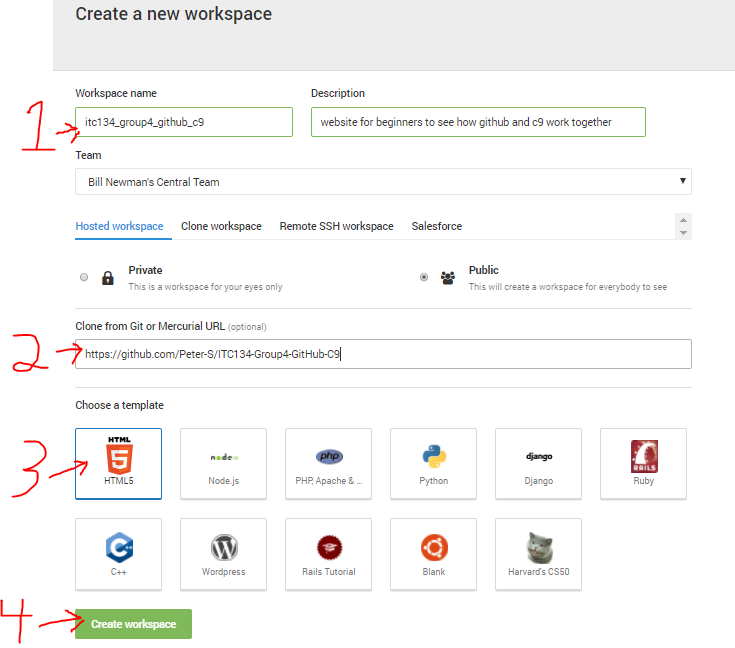 Create a new workspace
Workspace name Description
1 itc134_group4_github_c9 website for beginners to see how github and c9 work together
Team
Bill Newman's Central Team
Hosted workspace Clone workspace Remote SSH workspace Salesforce
Private Public
This is a workspace for your eyes only This will create a workspace for everybody to see
Clone from Git or Mercurial URL (optional)
2 https://github.com/Peter-S/ITC134-Group4-GitHub-C9
Choose a template
HTML
5 node php django RAILS
3 HTML5 Node.js PHP, Apache & ... Python Django Ruby
C++ Wordpress Rails Tutorial Blank Harvard's CS50
4 Create workspace